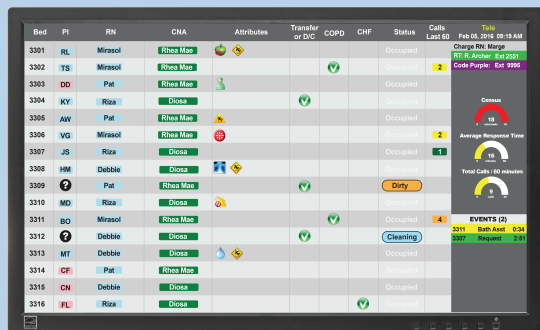 Bed PI RN CNA Attributes Transfer or D/C COPD CHF Status Calls Last 60
Tele
Feb 05, 2016 09:19 AM
Charge RN: Marge
RT: R. Archer Ext 2551
Code Purple: Ext 9995
3301 RL Mirasol Rhea Mae Occupied
3302 TS Mirasol Rhea Mae Occupied 2
3303 DD Pat Rhea Mae Occupied
3304 KY Riza Diosa Occupied
3305 AW Pat Rhea Mae Occupied
3306 VG Mirasol Rhea Mae Occupied 2
3307 JS Riza Diosa Occupied 1
3308 HM Debbie Diosa Occupied
3309 ? Pat Rhea Mae Dirty
3310 MD Riza Diosa Occupied
3311 BO Mirasol Rhea Mae Occupied 4
3312 ? Debbie Diosa Cleaning
3313 MT Debbie Diosa Occupied
3314 CF Pat Rhea Mae Occupied
3315 CN Debbie Diosa Occupied
3316 FL Riza Diosa Occupied
Census
18
Average Response Time
16
minutes
Total Calls / 60 minutes
9
calls
EVENTS (2)
3311 Bath Asst 0:34
3307 Request 2:51